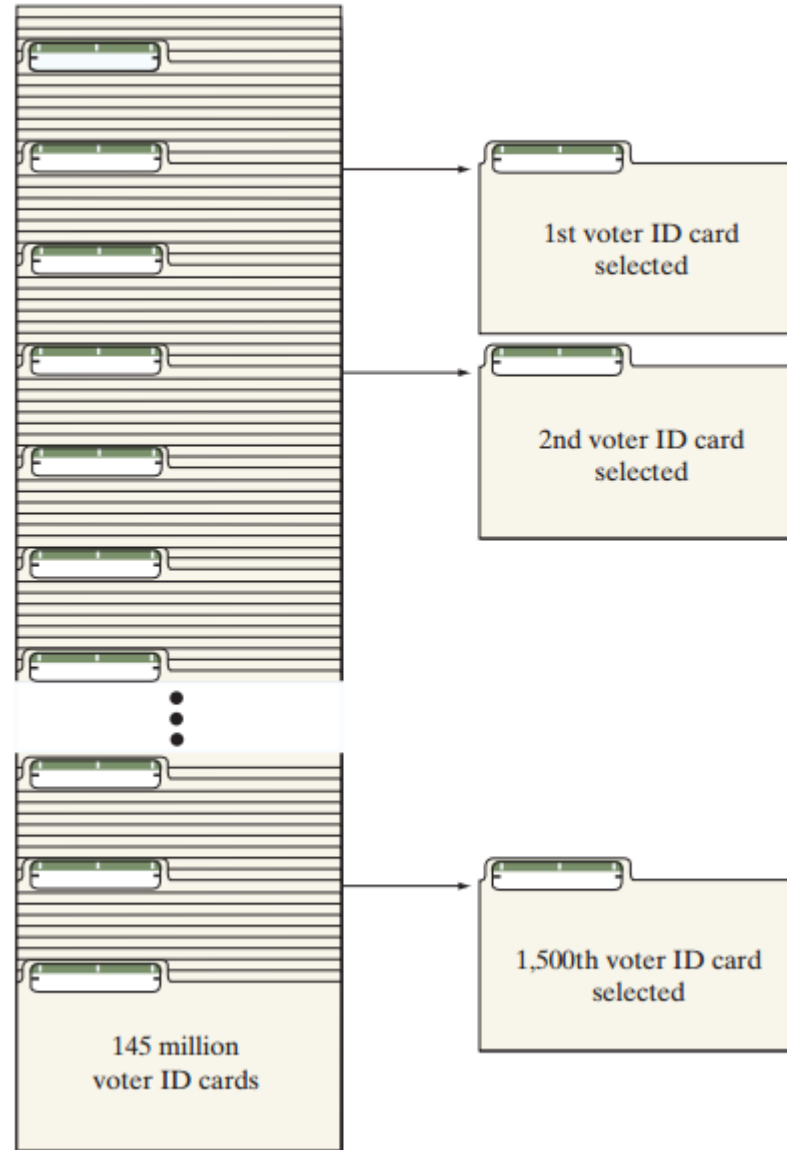 1st voter ID card
selected
2nd voter ID card
selected
1,500th voter ID card
selected
145 million
voter ID cards